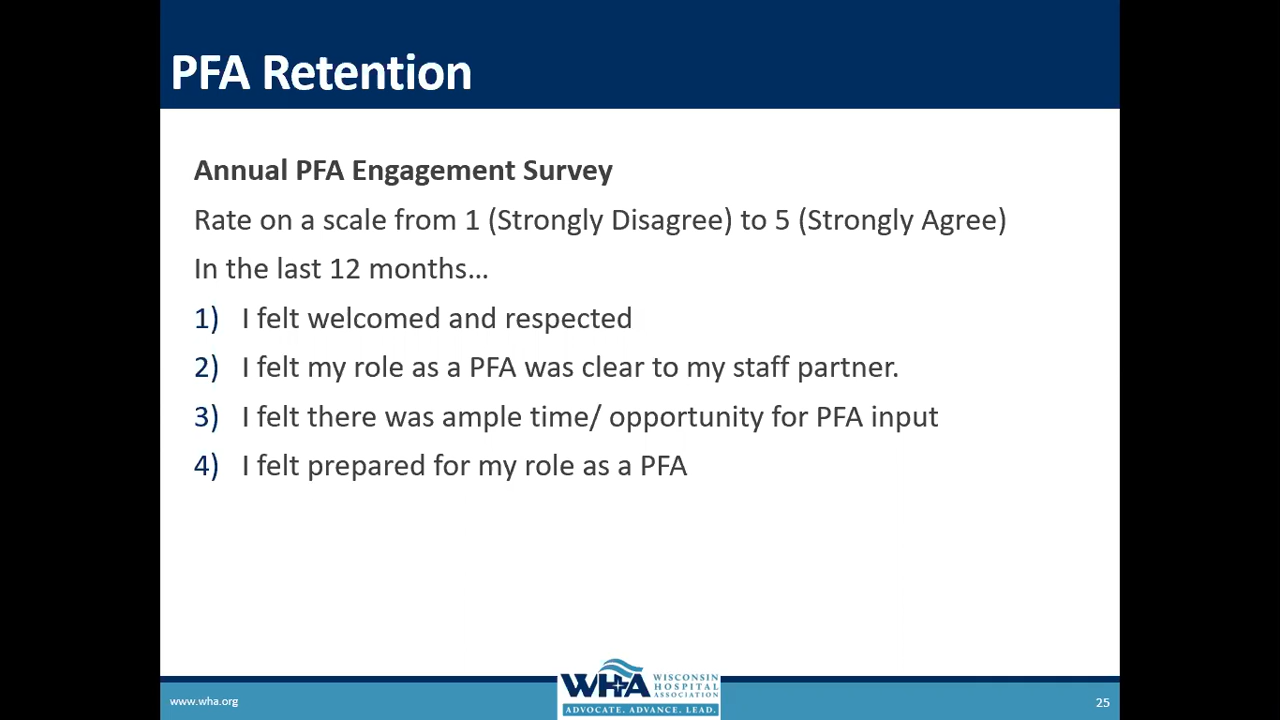 PFA Retention
Annual PFA Engagement Survey
Rate on a scale from 1 (Strongly Disagree) to 5 (Strongly Agree)
In the last 12 months…
1) I felt welcomed and respected
2) I felt my role as a PFA was clear to my staff partner.
3) I felt there was ample time/ opportunity for PFA input
4) I felt prepared for my role as a PFA
www.wha.org
WHA WISCONSIN
HOSPITAL
ASSOCIATION
ADVOCATE. ADVANCE. LEAD.
25